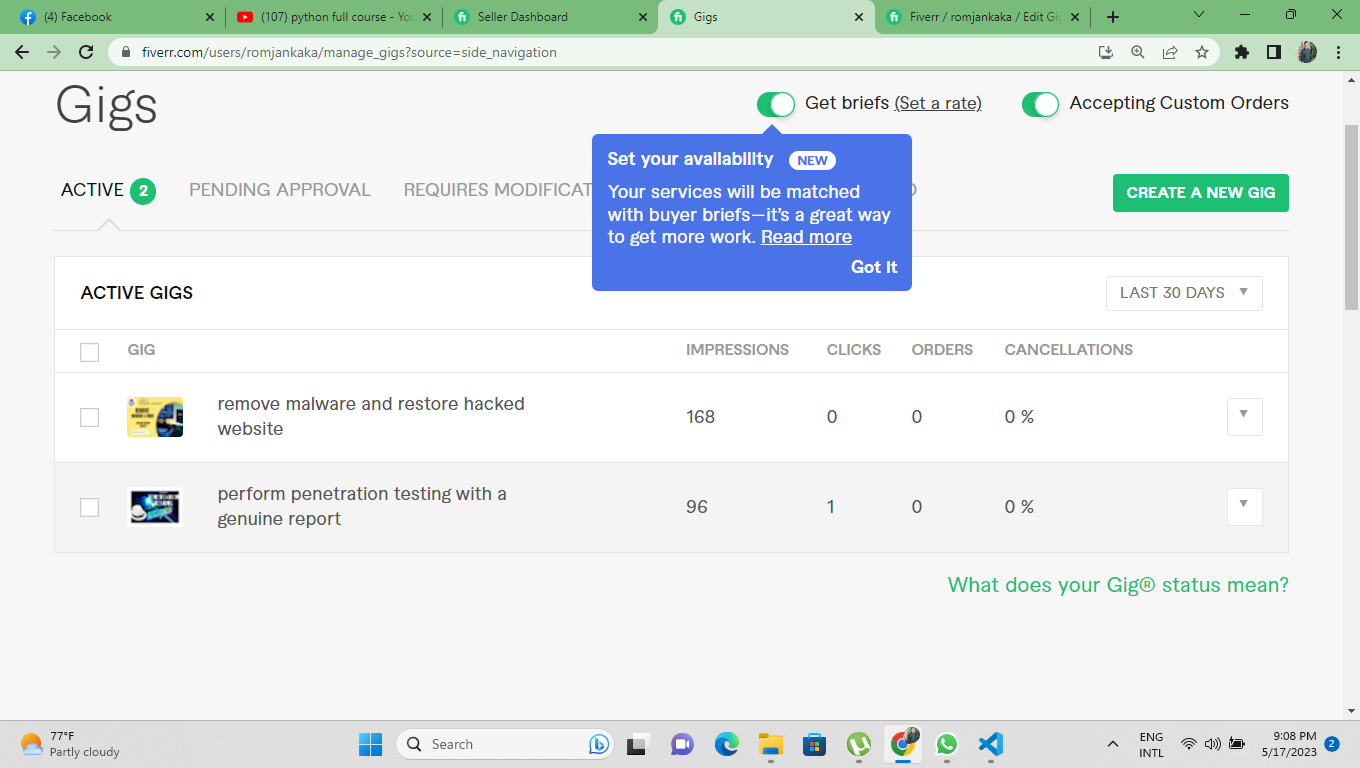 (4) Facebook
(107) python full course - You
Seller Dashboard
Gigs
Fiverr / romjankaka / Edit Gig
fiverr.com/users/romjankaka/manage_gigs?source=side_navigation
Gigs
Get briefs (Set a rate)
Accepting Custom Orders
Set your availability NEW
Your services will be matched
with buyer briefs—it's a great way
to get more work. Read more
Got It
ACTIVE 2
PENDING APPROVAL
REQUIRES MODIFICAT
D
CREATE A NEW GIG
ACTIVE GIGS
LAST 30 DAYS
GIG IMPRESSIONS CLICKS ORDERS CANCELLATIONS
remove malware and restore hacked
website
168 0 0 0 %
perform penetration testing with a
genuine report
96 1 0 0 %
What does your Gig® status mean?
77°F
Partly cloudy
Search
ENG
INTL
9:08 PM
5/17/2023
2